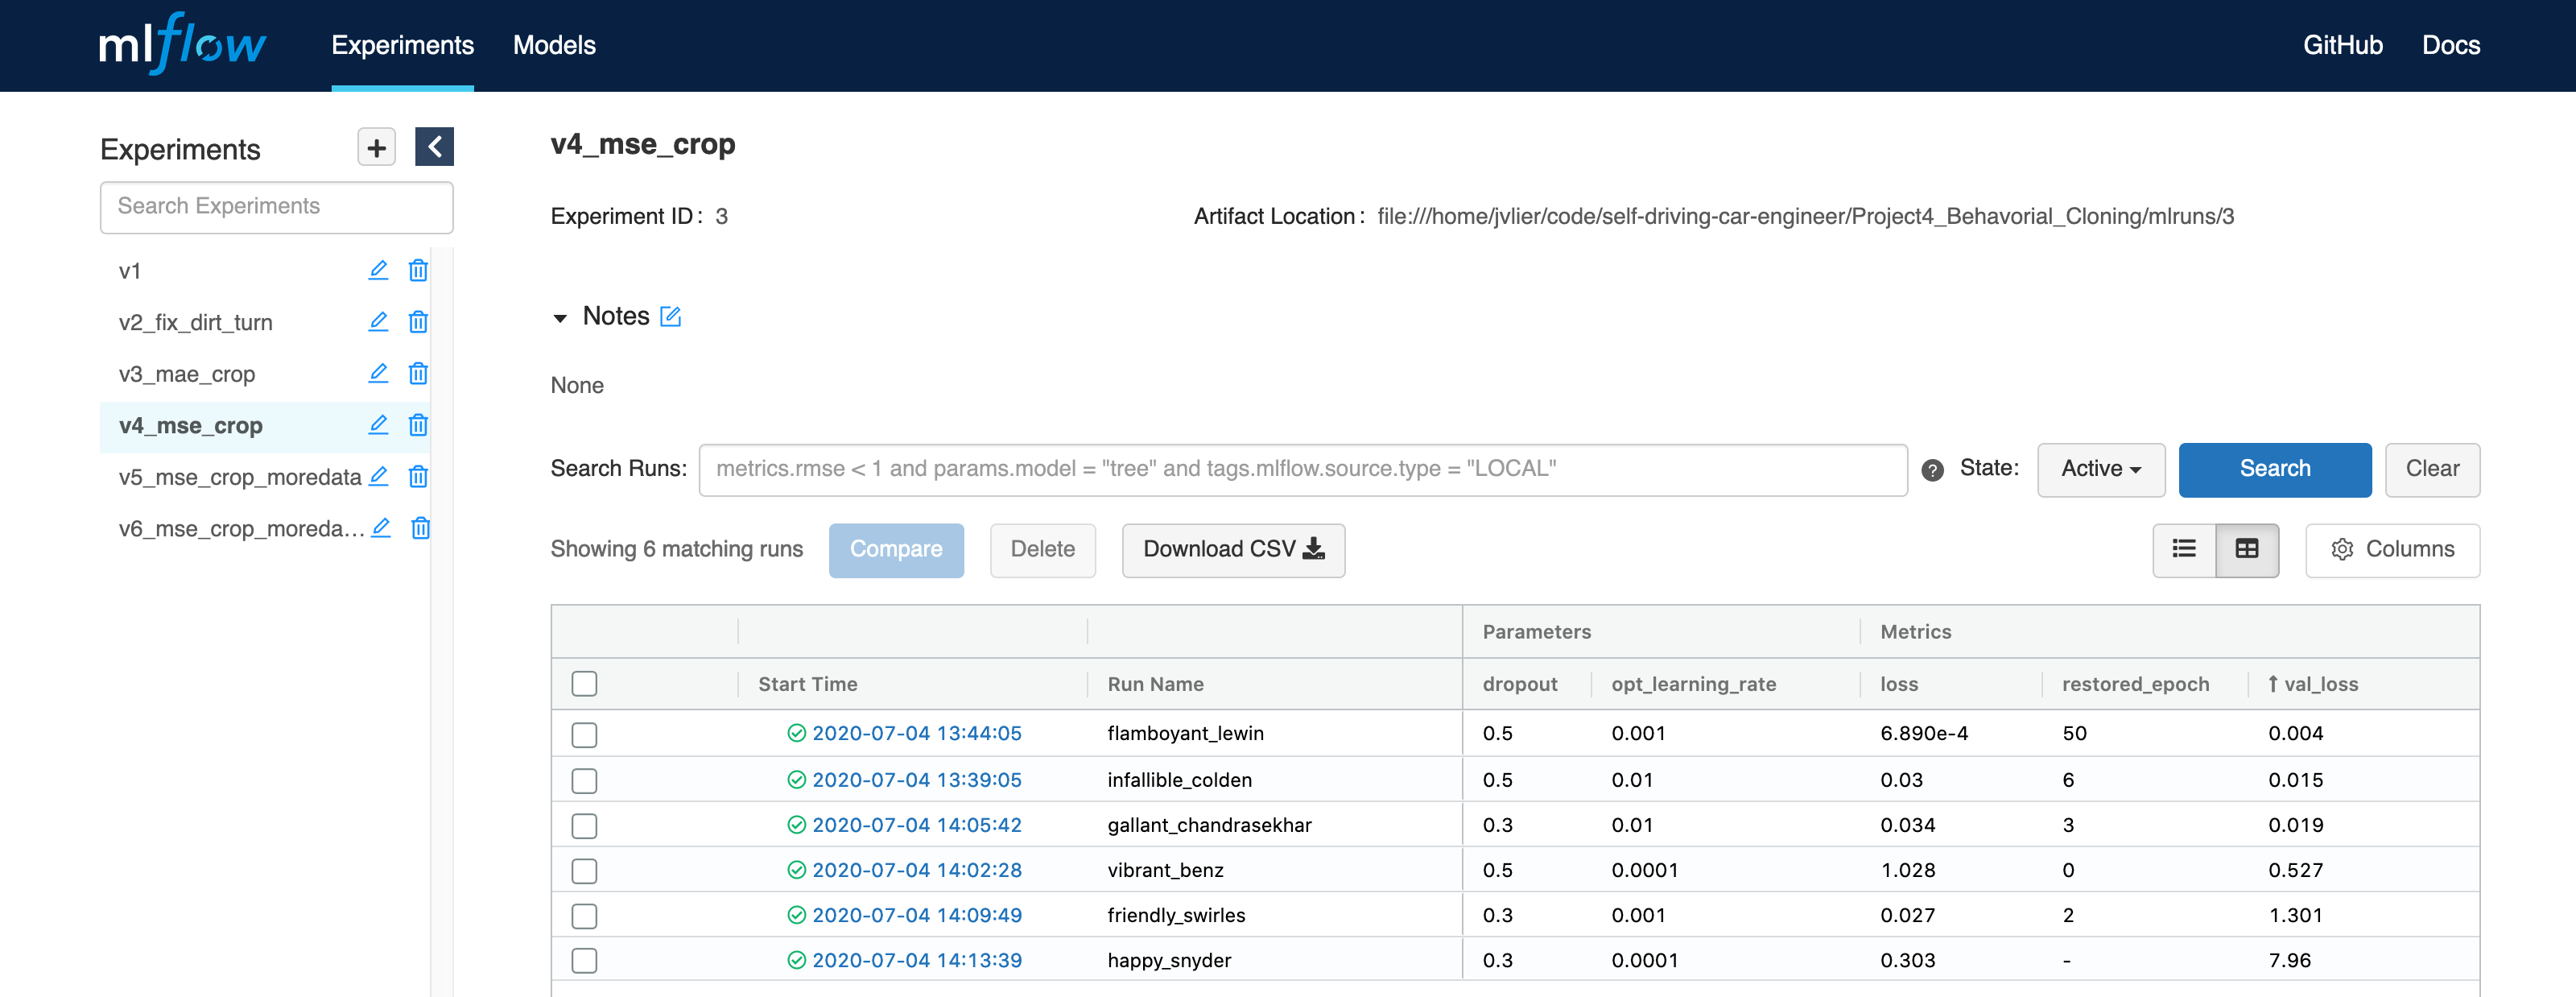 mlflow Experiments Models GitHub Docs
Experiments
Search Experiments
v1
v2_fix_dirt_turn
v3_mae_crop
v4_mse_crop
v5_mse_crop_moredata
v6_mse_crop_moreda...
v4_mse_crop
Experiment ID: 3 Artifact Location: file:///home/jvlier/code/self-driving-car-engineer/Project4_Behavorial_Cloning/mlruns/3
Notes
None
Search Runs: metrics.rmse < 1 and params.model = "tree" and tags.mlflow.source.type = "LOCAL" ? State: Active Search Clear
Showing 6 matching runs Compare Delete Download CSV Columns
Parameters Metrics
Start Time Run Name dropout opt_learning_rate loss restored_epoch ↑ val_loss
2020-07-04 13:44:05 flamboyant_lewin 0.5 0.001 6.890e-4 50 0.004
2020-07-04 13:39:05 infallible_colden 0.5 0.01 0.03 6 0.015
2020-07-04 14:05:42 gallant_chandrasekhar 0.3 0.01 0.034 3 0.019
2020-07-04 14:02:28 vibrant_benz 0.5 0.0001 1.028 0 0.527
2020-07-04 14:09:49 friendly_swirles 0.3 0.001 0.027 2 1.301
2020-07-04 14:13:39 happy_snyder 0.3 0.0001 0.303 - 7.96